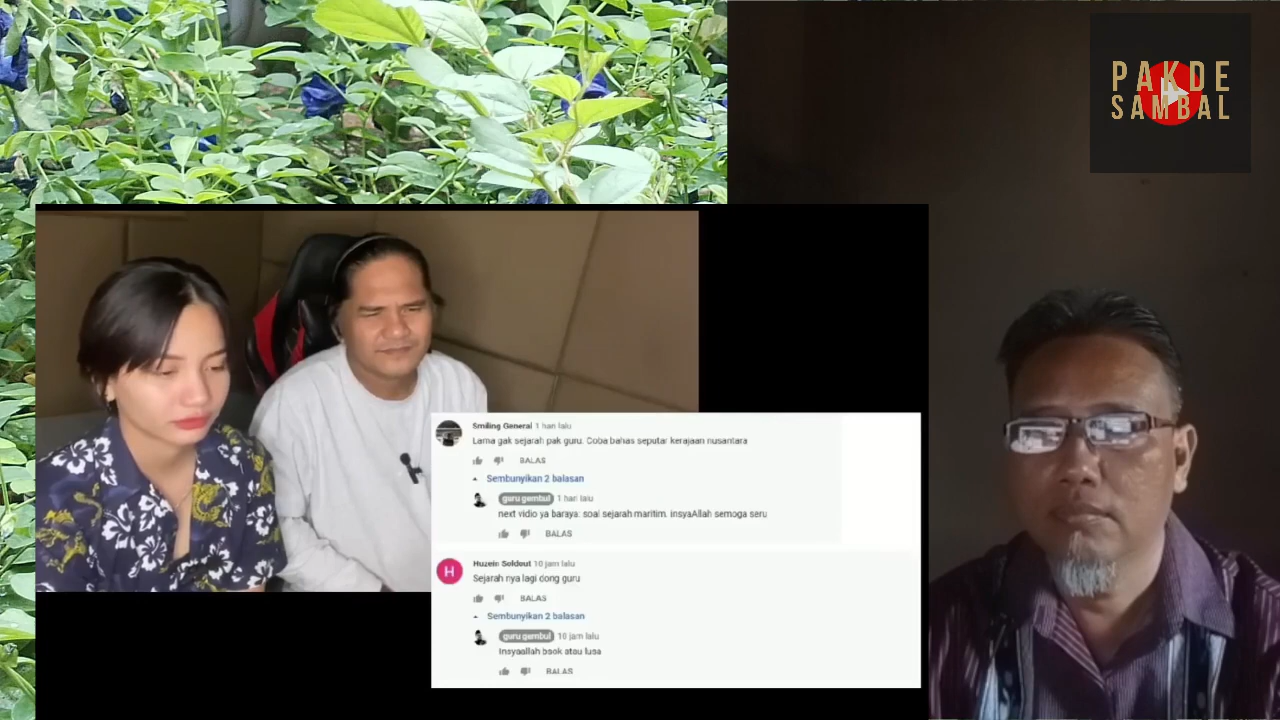 PAKDE
SAMBAL
Smiling General 1 hari lalu
Lama gak sejarah pak guru. Coba bahas seputar kerajaan nusantara
BALAS
Sembunyikan 2 balasan
guru gembul 1 hari lalu
next vidio ya baraya: soal sejarah maritim. insyaAllah semoga seru
BALAS
H
Huzein Soldout 10 jam lalu
Sejarah nya lagi dong guru
BALAS
Sembunyikan 2 balasan
guru gembul 10 jam lalu
Insyaallah bsok atau lusa
BALAS